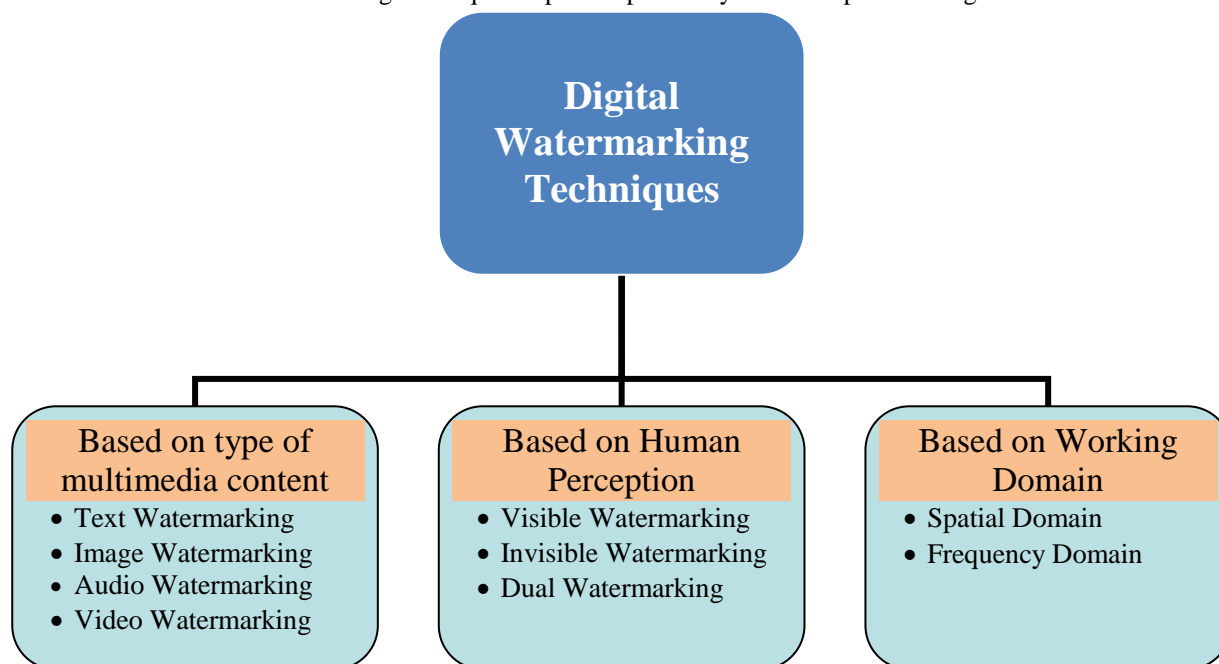 Digital
Watermarking
Techniques
Based on type of
multimedia content
• Text Watermarking
• Image Watermarking
• Audio Watermarking
• Video Watermarking
Based on Human
Perception
• Visible Watermarking
• Invisible Watermarking
• Dual Watermarking
Based on Working
Domain
• Spatial Domain
• Frequency Domain